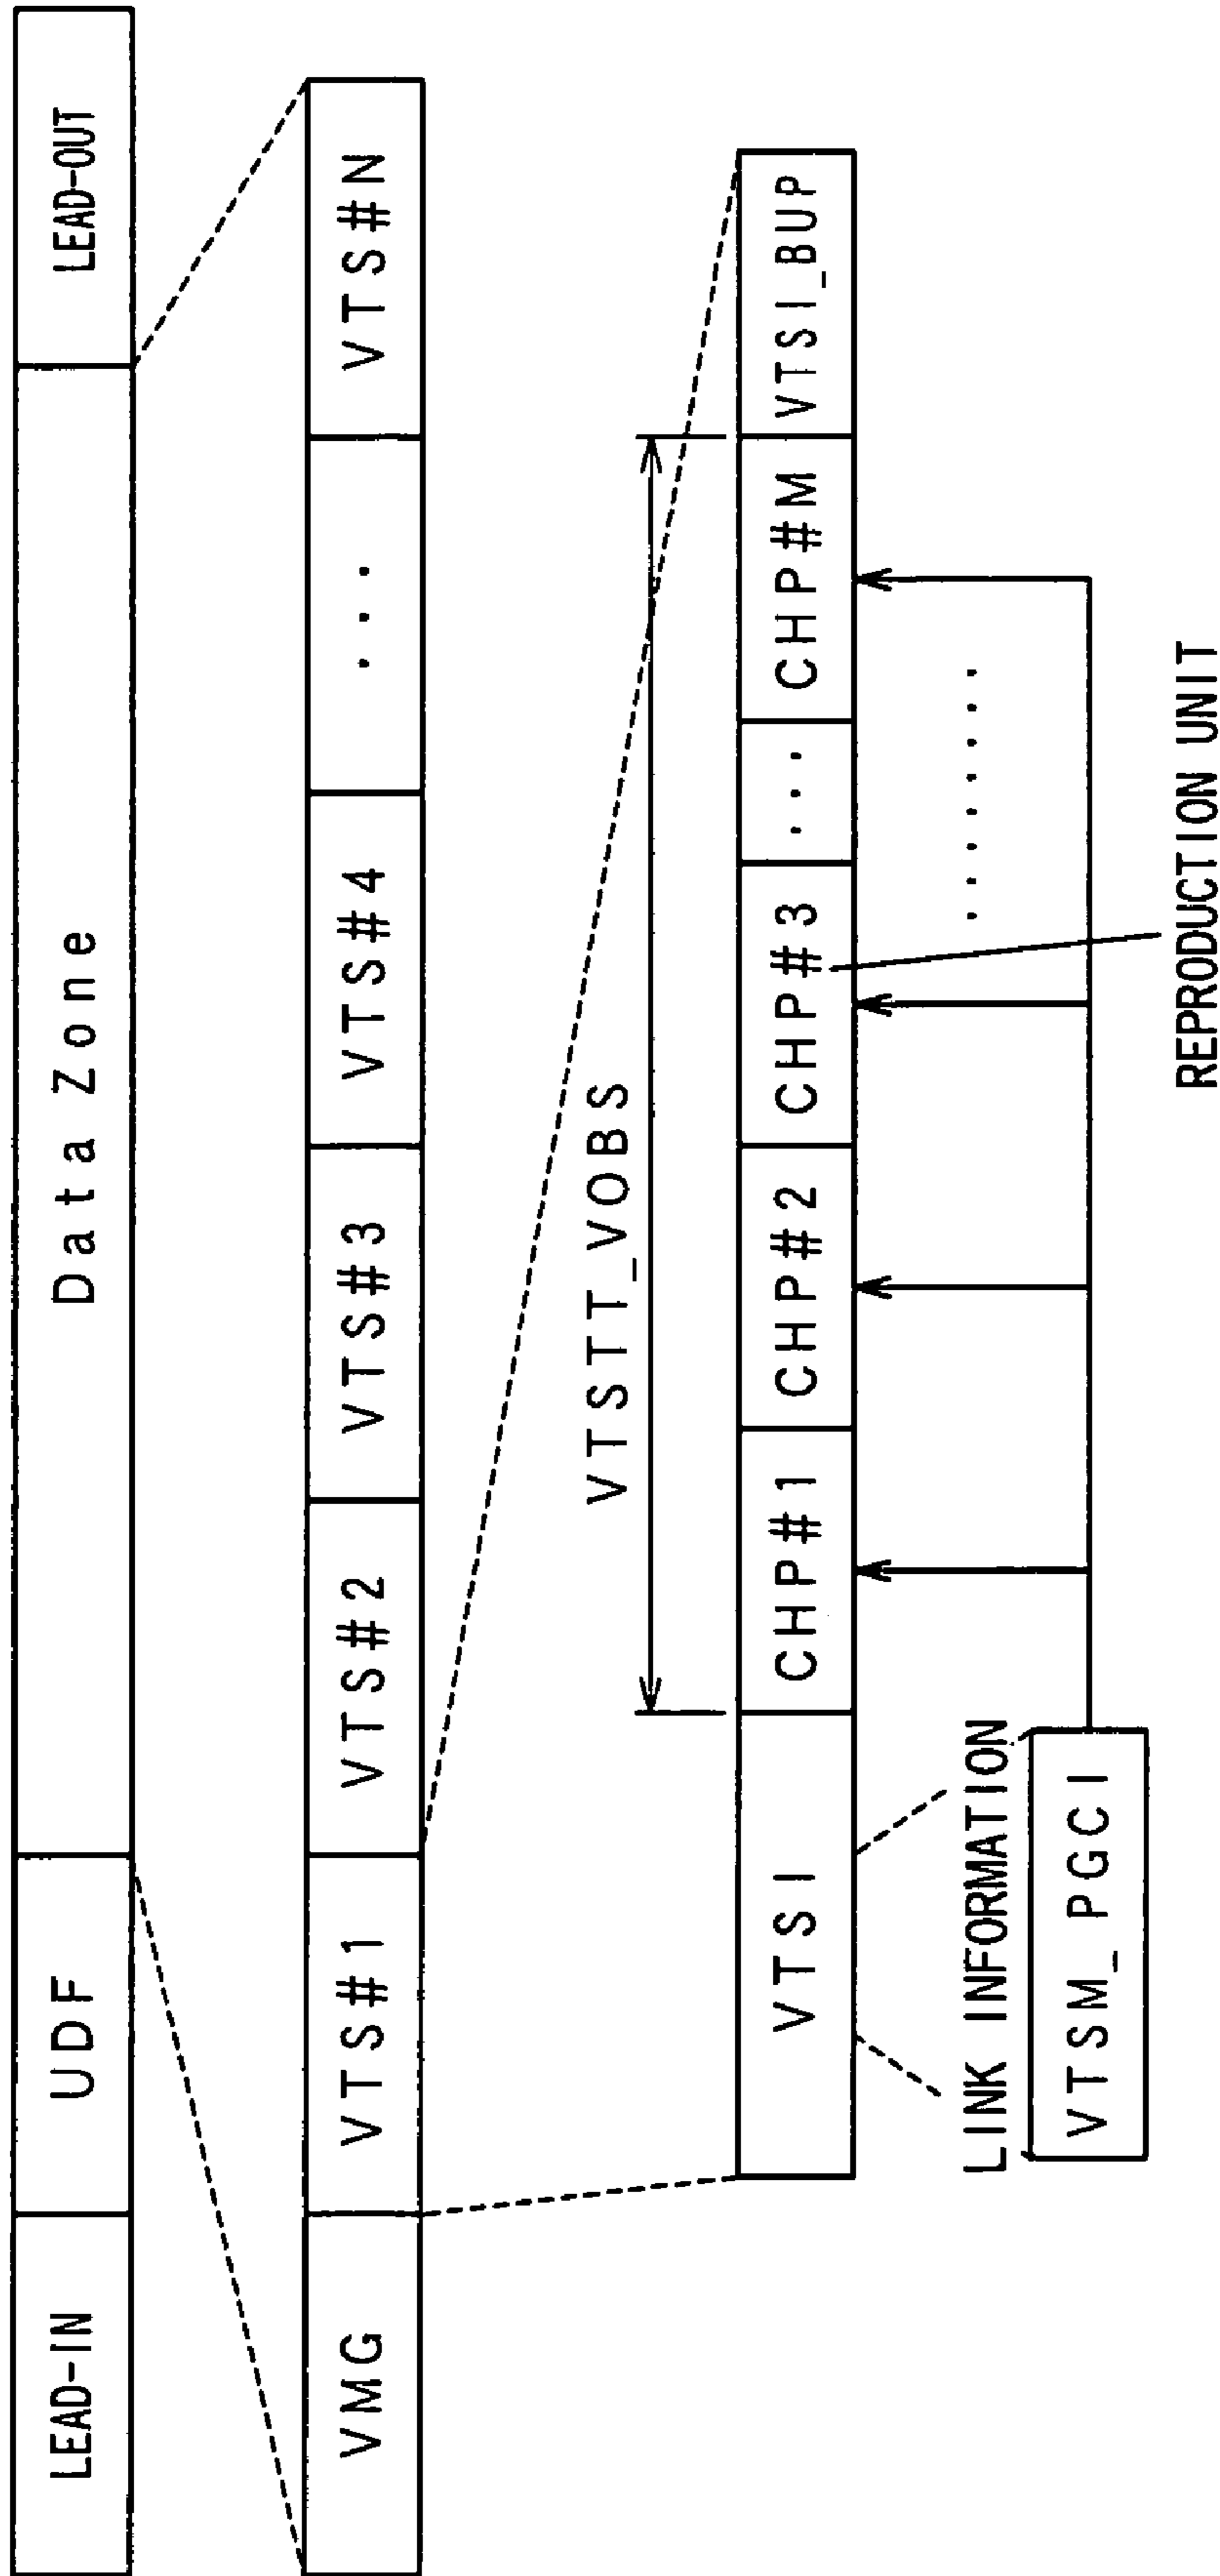 LEAD-IN
UDF
Data Zone
LEAD-OUT
VMG
VTS#1
VTS#2
VTS#3
VTS#4
...
VTS#N
VTSTT_VOBS
VTSI
CHP#1
CHP#2
CHP#3
...
CHP#M
VTSI_BUP
LINK INFORMATION
........
VTSM_PGCI
REPRODUCTION UNIT